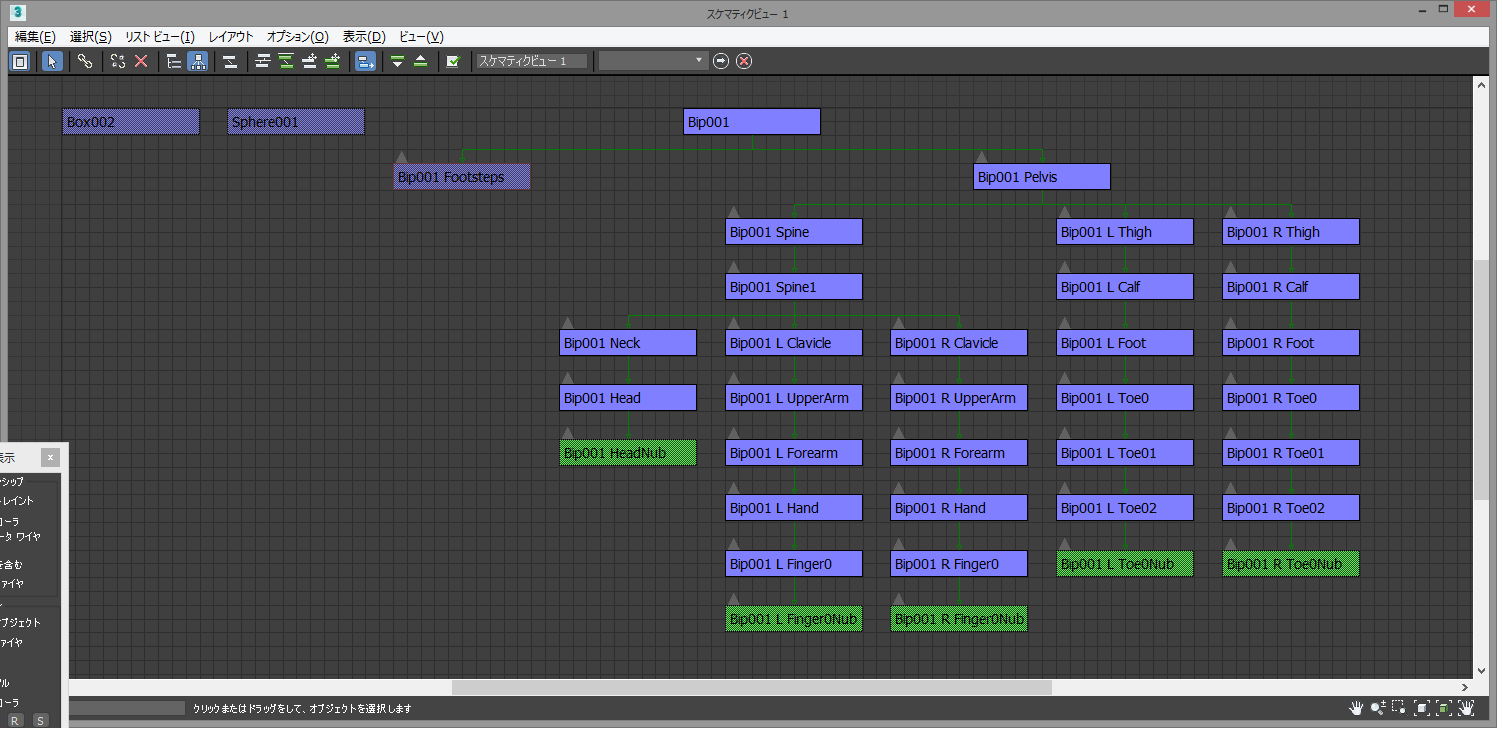 スケマティックビュー 1
編集(E) 選択(S) リストビュー(I) レイアウト オプション(O) 表示(D) ビュー(V)
スケマティックビュー 1
Box002 Sphere001 Bip001
Bip001 Footsteps Bip001 Pelvis
Bip001 Spine Bip001 L Thigh Bip001 R Thigh
Bip001 Spine1 Bip001 L Calf Bip001 R Calf
Bip001 Neck Bip001 L Clavicle Bip001 R Clavicle Bip001 L Foot Bip001 R Foot
Bip001 Head Bip001 L UpperArm Bip001 R UpperArm Bip001 L Toe0 Bip001 R Toe0
Bip001 HeadNub Bip001 L Forearm Bip001 R Forearm Bip001 L Toe01 Bip001 R Toe01
Bip001 L Hand Bip001 R Hand Bip001 L Toe02 Bip001 R Toe02
Bip001 L Finger0 Bip001 R Finger0 Bip001 L Toe0Nub Bip001 R Toe0Nub
Bip001 L Finger0Nub Bip001 R Finger0Nub
表示
ンシップ
レイント
ローラ
ータ ワイヤ
を含む
ァイヤ
ル
ブジェクト
ァイヤ
ル
ローラ
R S
クリックまたはドラッグをして、オブジェクトを選択します